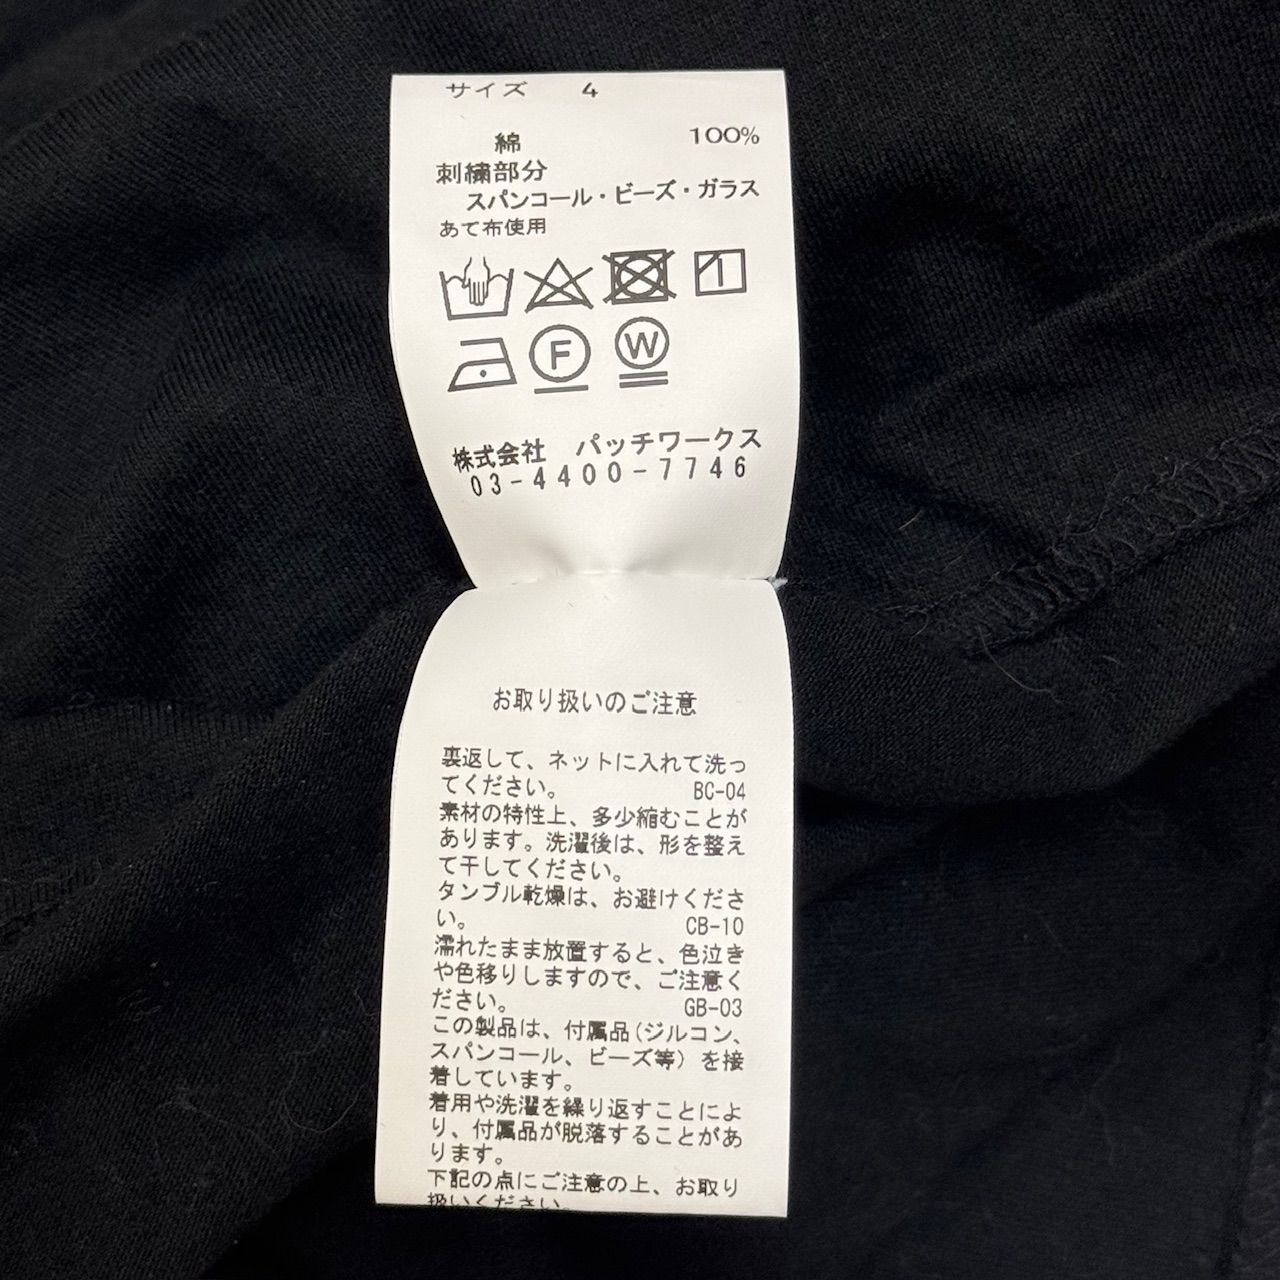 サイズ 4
綿 100%
刺繍部分
スパンコール・ビーズ・ガラス
あて布使用
F W
株式会社 パッチワークス
03-4400-7746
お取り扱いのご注意
裏返して、ネットに入れて洗っ
てください。 BC-04
素材の特性上、多少縮むことが
あります。洗濯後は、形を整え
て干してください。
タンブル乾燥は、お避けくださ
い。 CB-10
濡れたまま放置すると、色泣き
や色移りしますので、ご注意く
ださい。 GB-03
この製品は、付属品(ジルコン、
スパンコール、ビーズ等)を接
着しています。
着用や洗濯を繰り返すことによ
り、付属品が脱落することがあ
ります。
下記の点にご注意の上、お取り
扱いください。